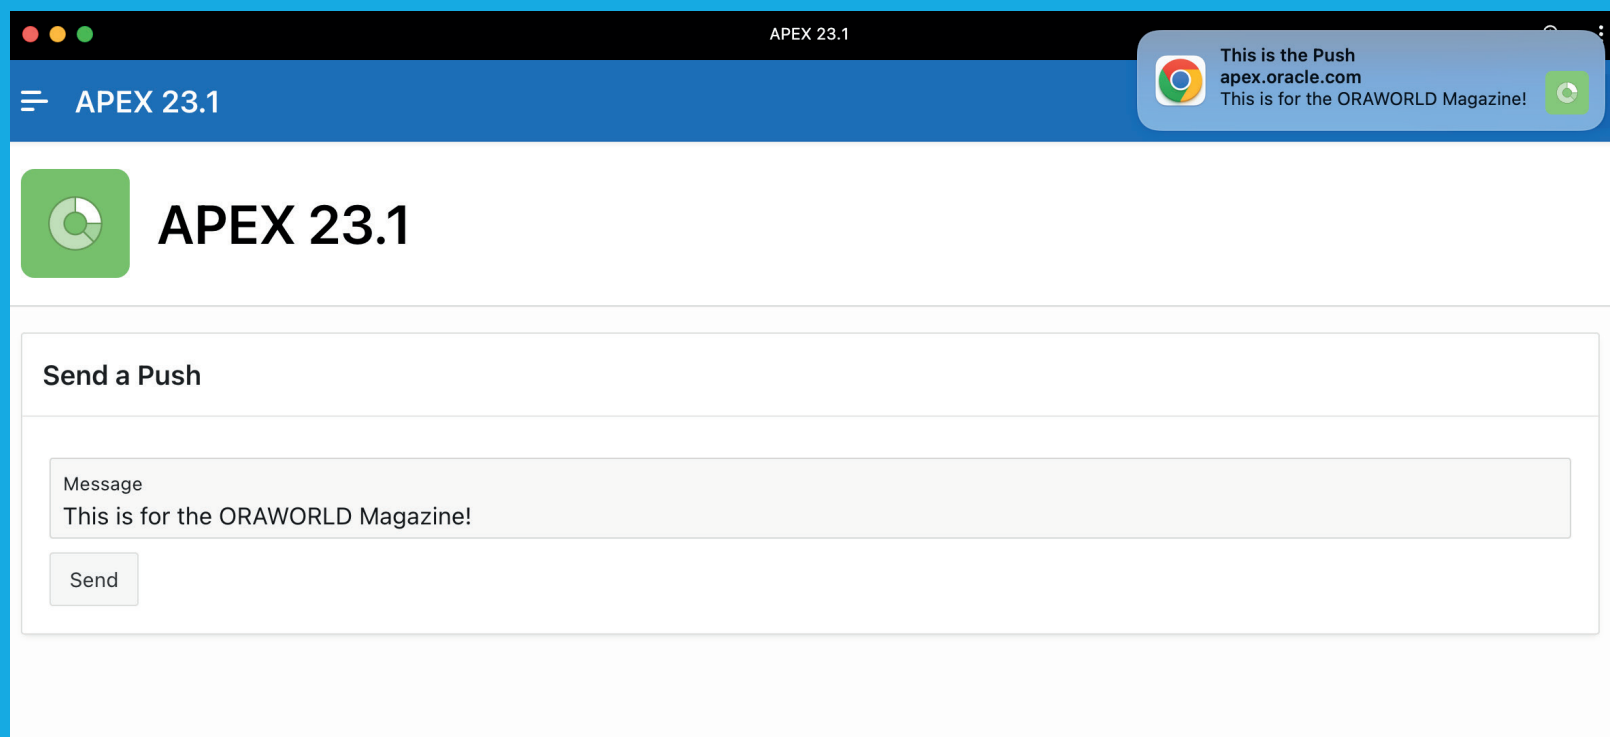 APEX 23.1
This is the Push
apex.oracle.com
This is for the ORAWORLD Magazine!
APEX 23.1
APEX 23.1
Send a Push
Message
This is for the ORAWORLD Magazine!
Send